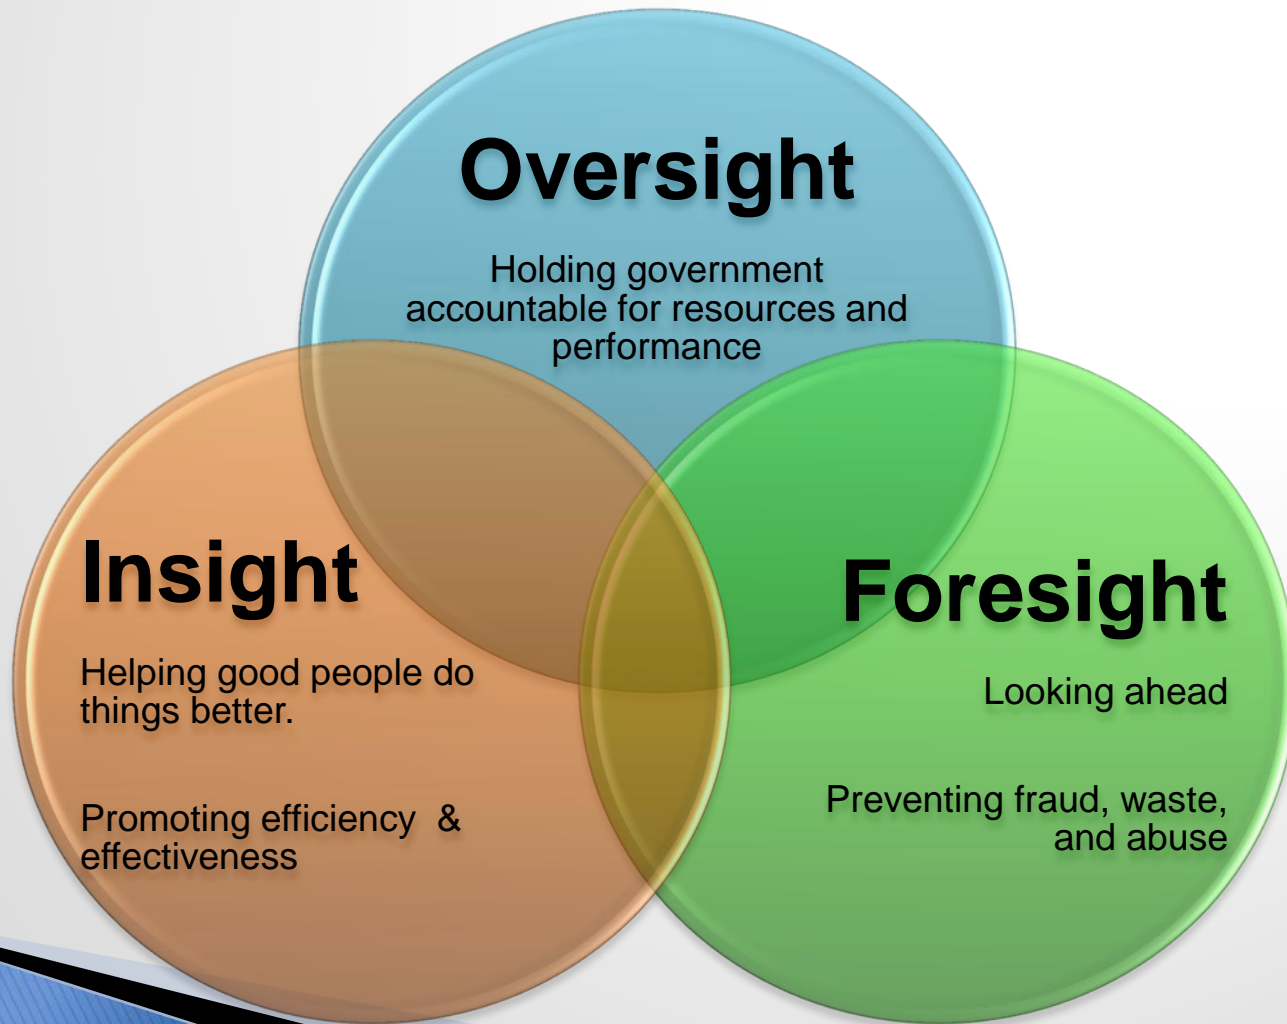 Oversight
Holding government
accountable for resources and
performance
Insight
Helping good people do
things better.
Promoting efficiency  &
effectiveness
Foresight
Looking ahead
Preventing fraud, waste,
and abuse